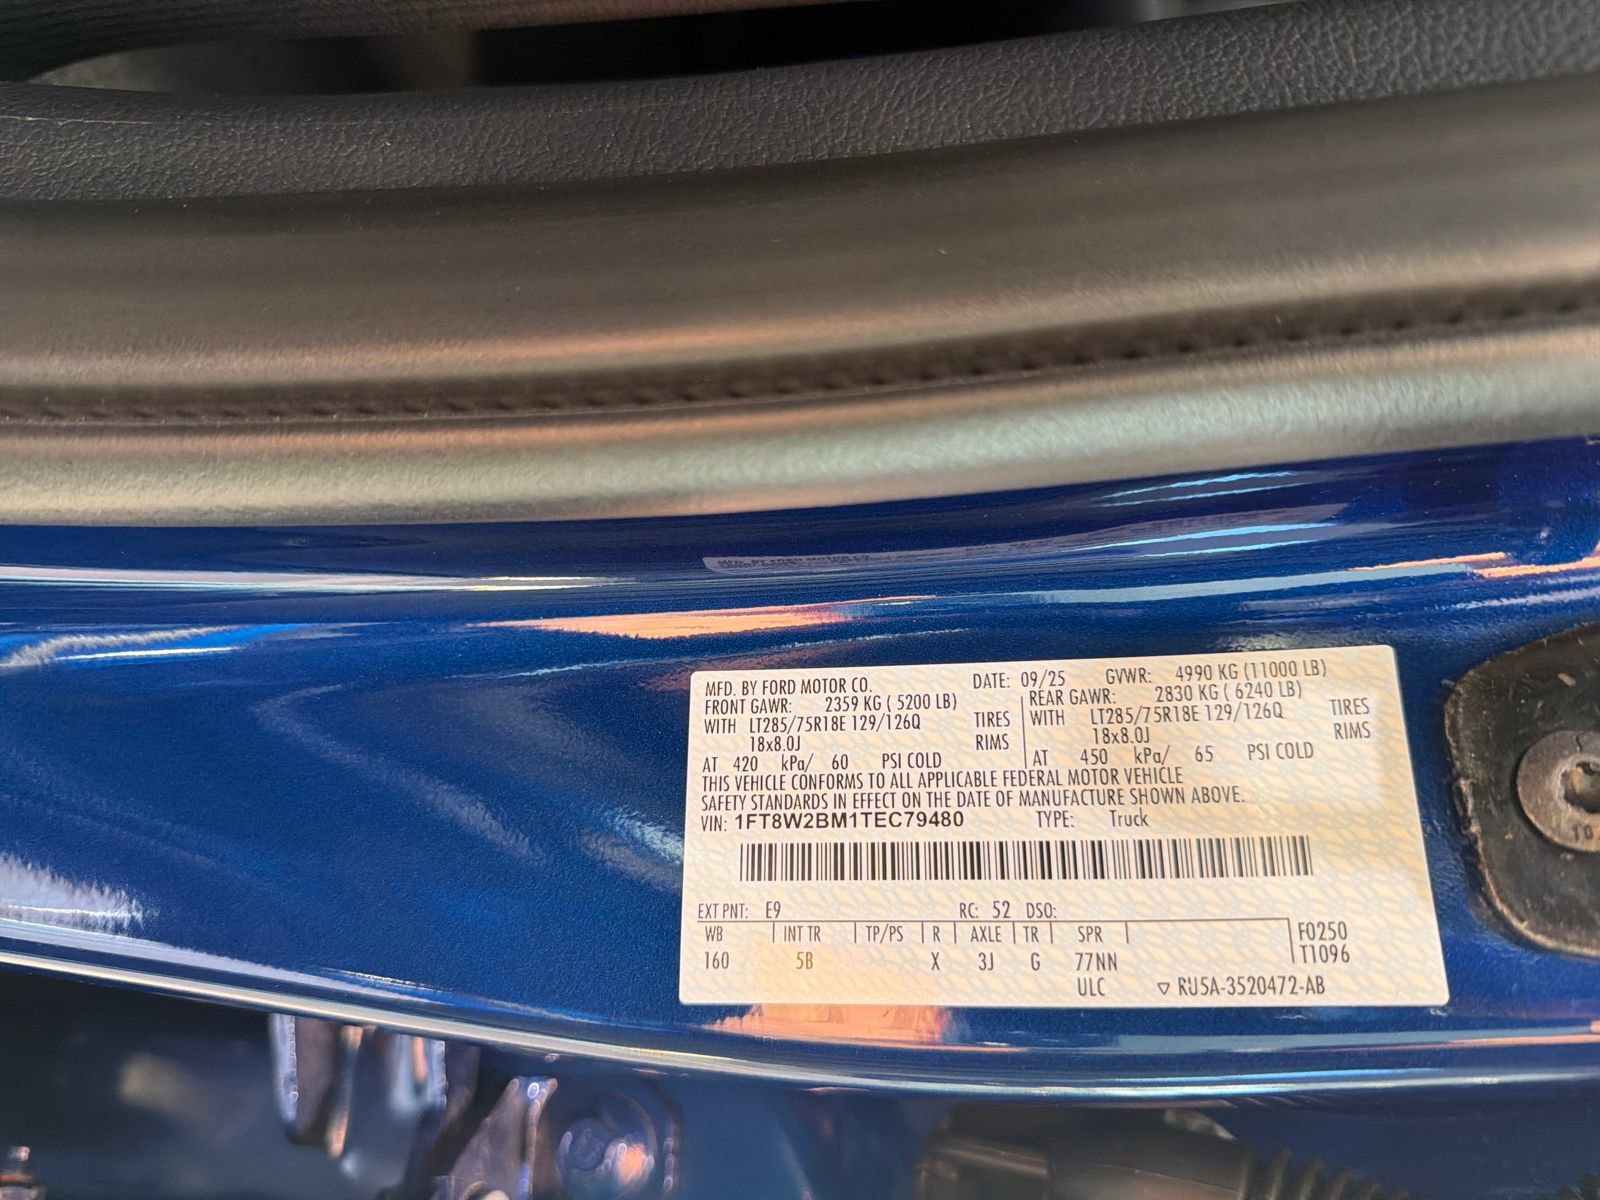 MFD. BY FORD MOTOR CO. DATE: 09/25 GVWR: 4990 KG (11000 LB)
FRONT GAWR: 2359 KG ( 5200 LB) REAR GAWR: 2830 KG ( 6240 LB)
WITH LT285/75R18E 129/126Q TIRES WITH LT285/75R18E 129/126Q TIRES
18x8.0J RIMS 18x8.0J RIMS
AT 420 kPa/ 60 PSI COLD AT 450 kPa/ 65 PSI COLD
THIS VEHICLE CONFORMS TO ALL APPLICABLE FEDERAL MOTOR VEHICLE
SAFETY STANDARDS IN EFFECT ON THE DATE OF MANUFACTURE SHOWN ABOVE.
VIN: 1FT8W2BM1TEC79480 TYPE: Truck
EXT PNT: E9 RC: 52 DSO:
WB INT TR TP/PS R AXLE TR SPR F0250
160 5B X 3J G 77NN T1096
ULC ▽ RU5A-3520472-AB
10